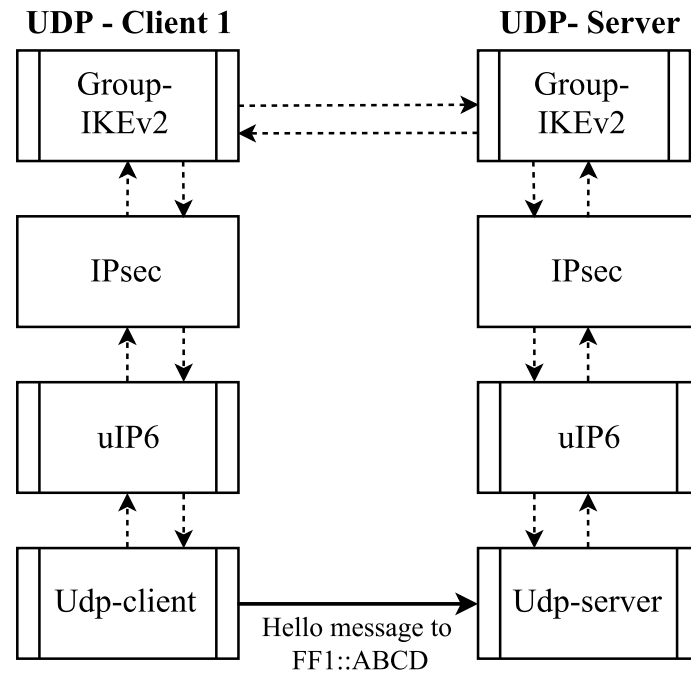 UDP - Client 1
UDP- Server
Group-
IKEv2
Group-
IKEv2
IPsec
IPsec
uIP6
uIP6
Udp-client
Udp-server
Hello message to
FF1::ABCD